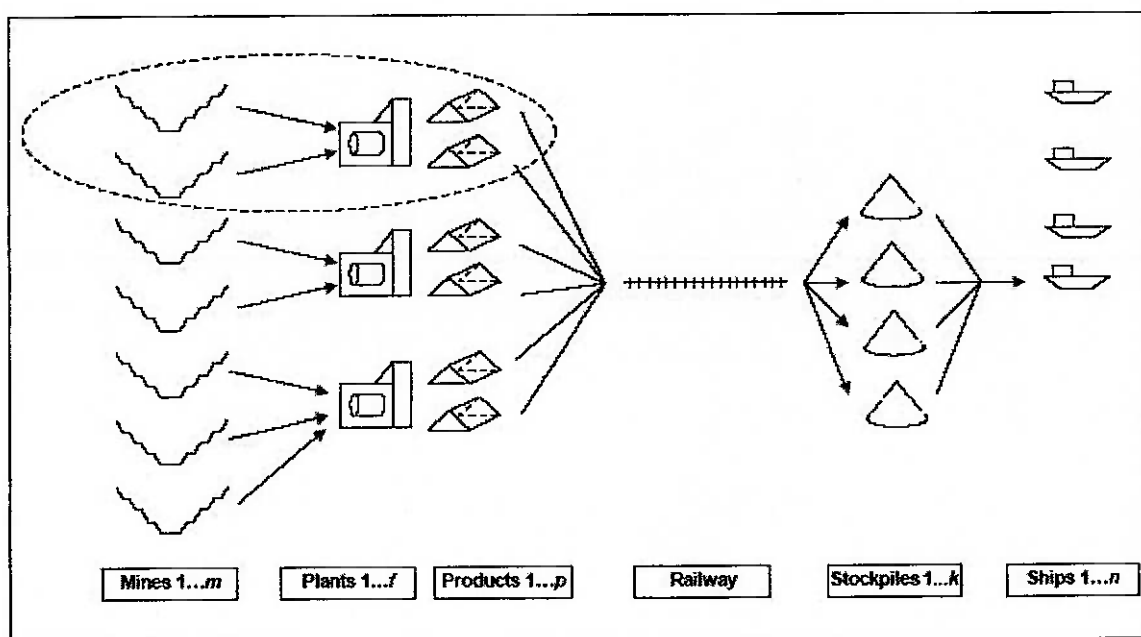 Mines 1...m
Plants 1...f
Products 1...p
Railway
Stockpiles 1...k
Ships 1...n